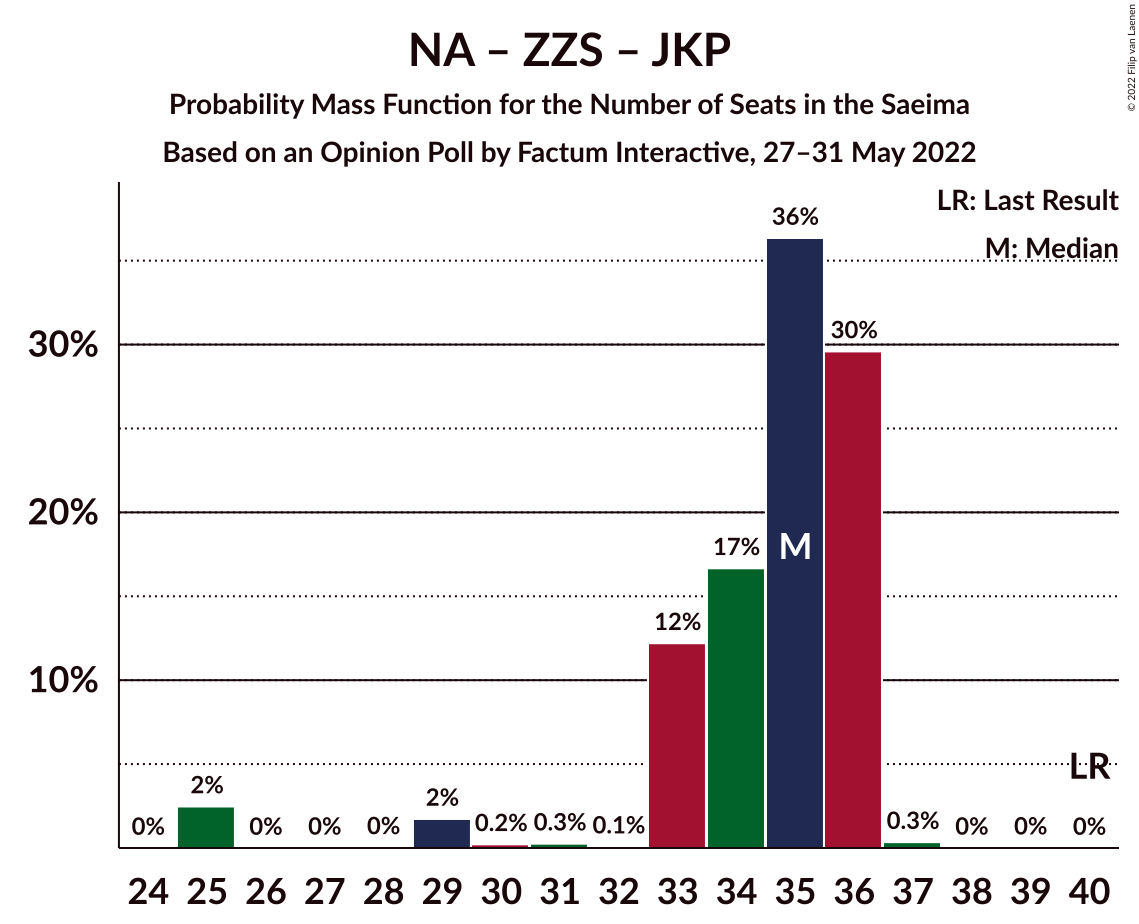 NA – ZZS – JKP
Probability Mass Function for the Number of Seats in the Saeima
Based on an Opinion Poll by Factum Interactive, 27–31 May 2022
© 2022 Filip van Laenen
LR: Last Result
M: Median
30%
20%
10%
0%
2%
0%
0%
0%
2%
0.2%
0.3%
0.1%
12%
17%
36%
30%
0.3%
0%
0%
0%
M
LR
24 25 26 27 28 29 30 31 32 33 34 35 36 37 38 39 40